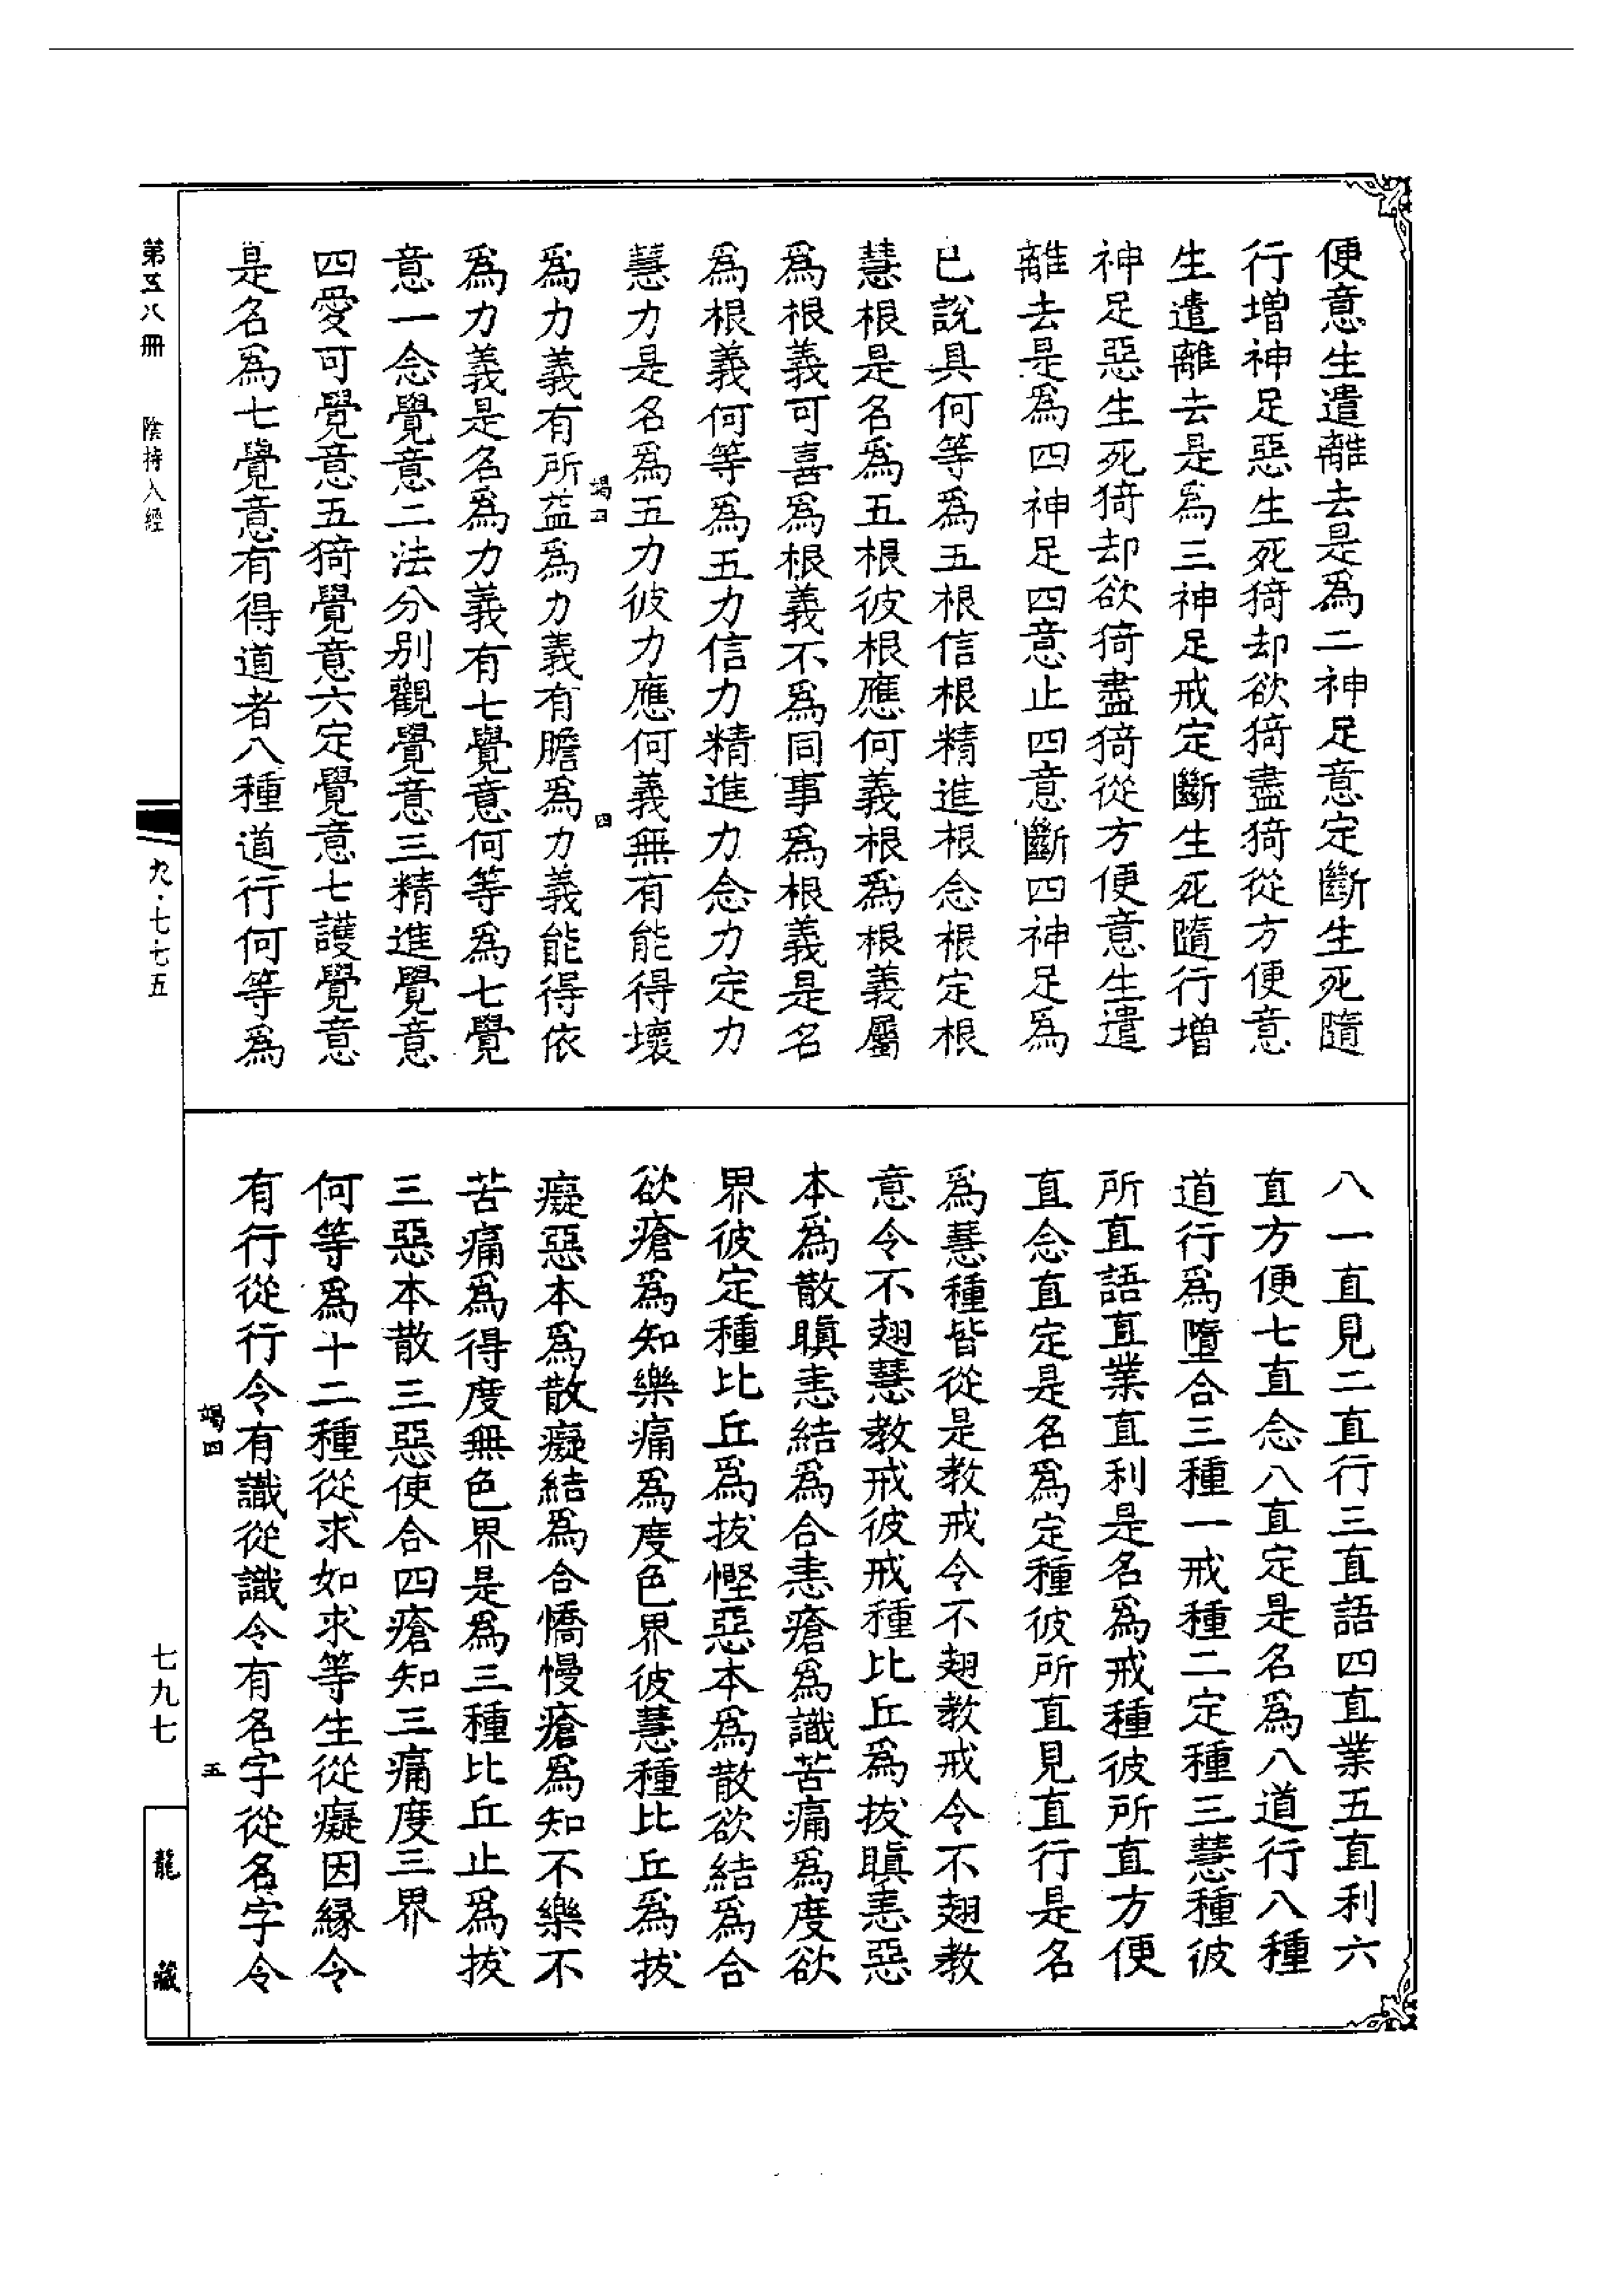 便意生遣離去是爲二神足意定斷生死隨
行增神足惡生死猗却欲猗盡猗從方便意
生遣離去是爲三神足戒定斷生死隨行增
神足惡生死猗却欲猗盡猗從方便意生遣
離去是爲四神足四意止四意斷四神足爲
已說具何等爲五根信根精進根念根定根
慧根是名爲五根彼根應何義根爲根義屬
爲根義可喜爲根義不爲同事爲根義是名
爲根義何等爲五力信力精進力念力定力
慧力是名爲五力彼力應何義無有能得壞
竭四 四
爲力義有所益爲力義有膽爲力義能得依
爲力義是名爲力義有七覺意何等爲七覺
意一念覺意二法分别觀覺意三精進覺意
四愛可覺意五猗覺意六定覺意七護覺意
是名爲七覺意有得道者八種道行何等爲
八一直見二直行三直語四直業五直利六
直方便七直念八直定是名爲八道行八種
道行爲墮合三種一戒種二定種三慧種彼
所直語直業直利是名爲戒種彼所直方便
直念直定是名爲定種彼所直見直行是名
爲慧種皆從是教戒令不翅教戒令不翅教
意令不翅慧教戒彼戒種比丘爲拔瞋恚惡
本爲散瞋恚結爲合恚瘡爲識苦痛爲度欲
界彼定種比丘爲拔慳惡本爲散欲結爲合
欲瘡爲知樂痛爲度色界彼慧種比丘爲拔
癡惡本爲散癡結爲合憍慢瘡爲知不樂不
苦痛爲得度無色界是爲三種比丘止爲拔
三惡本散三惡使合四瘡知三痛度三界
何等爲十二種從求如求等生從癡因緣令
有行從行令有識從識令有名字從名字令
竭四 五
第五八冊 陰持入經
九·七七五
七九七
龍藏